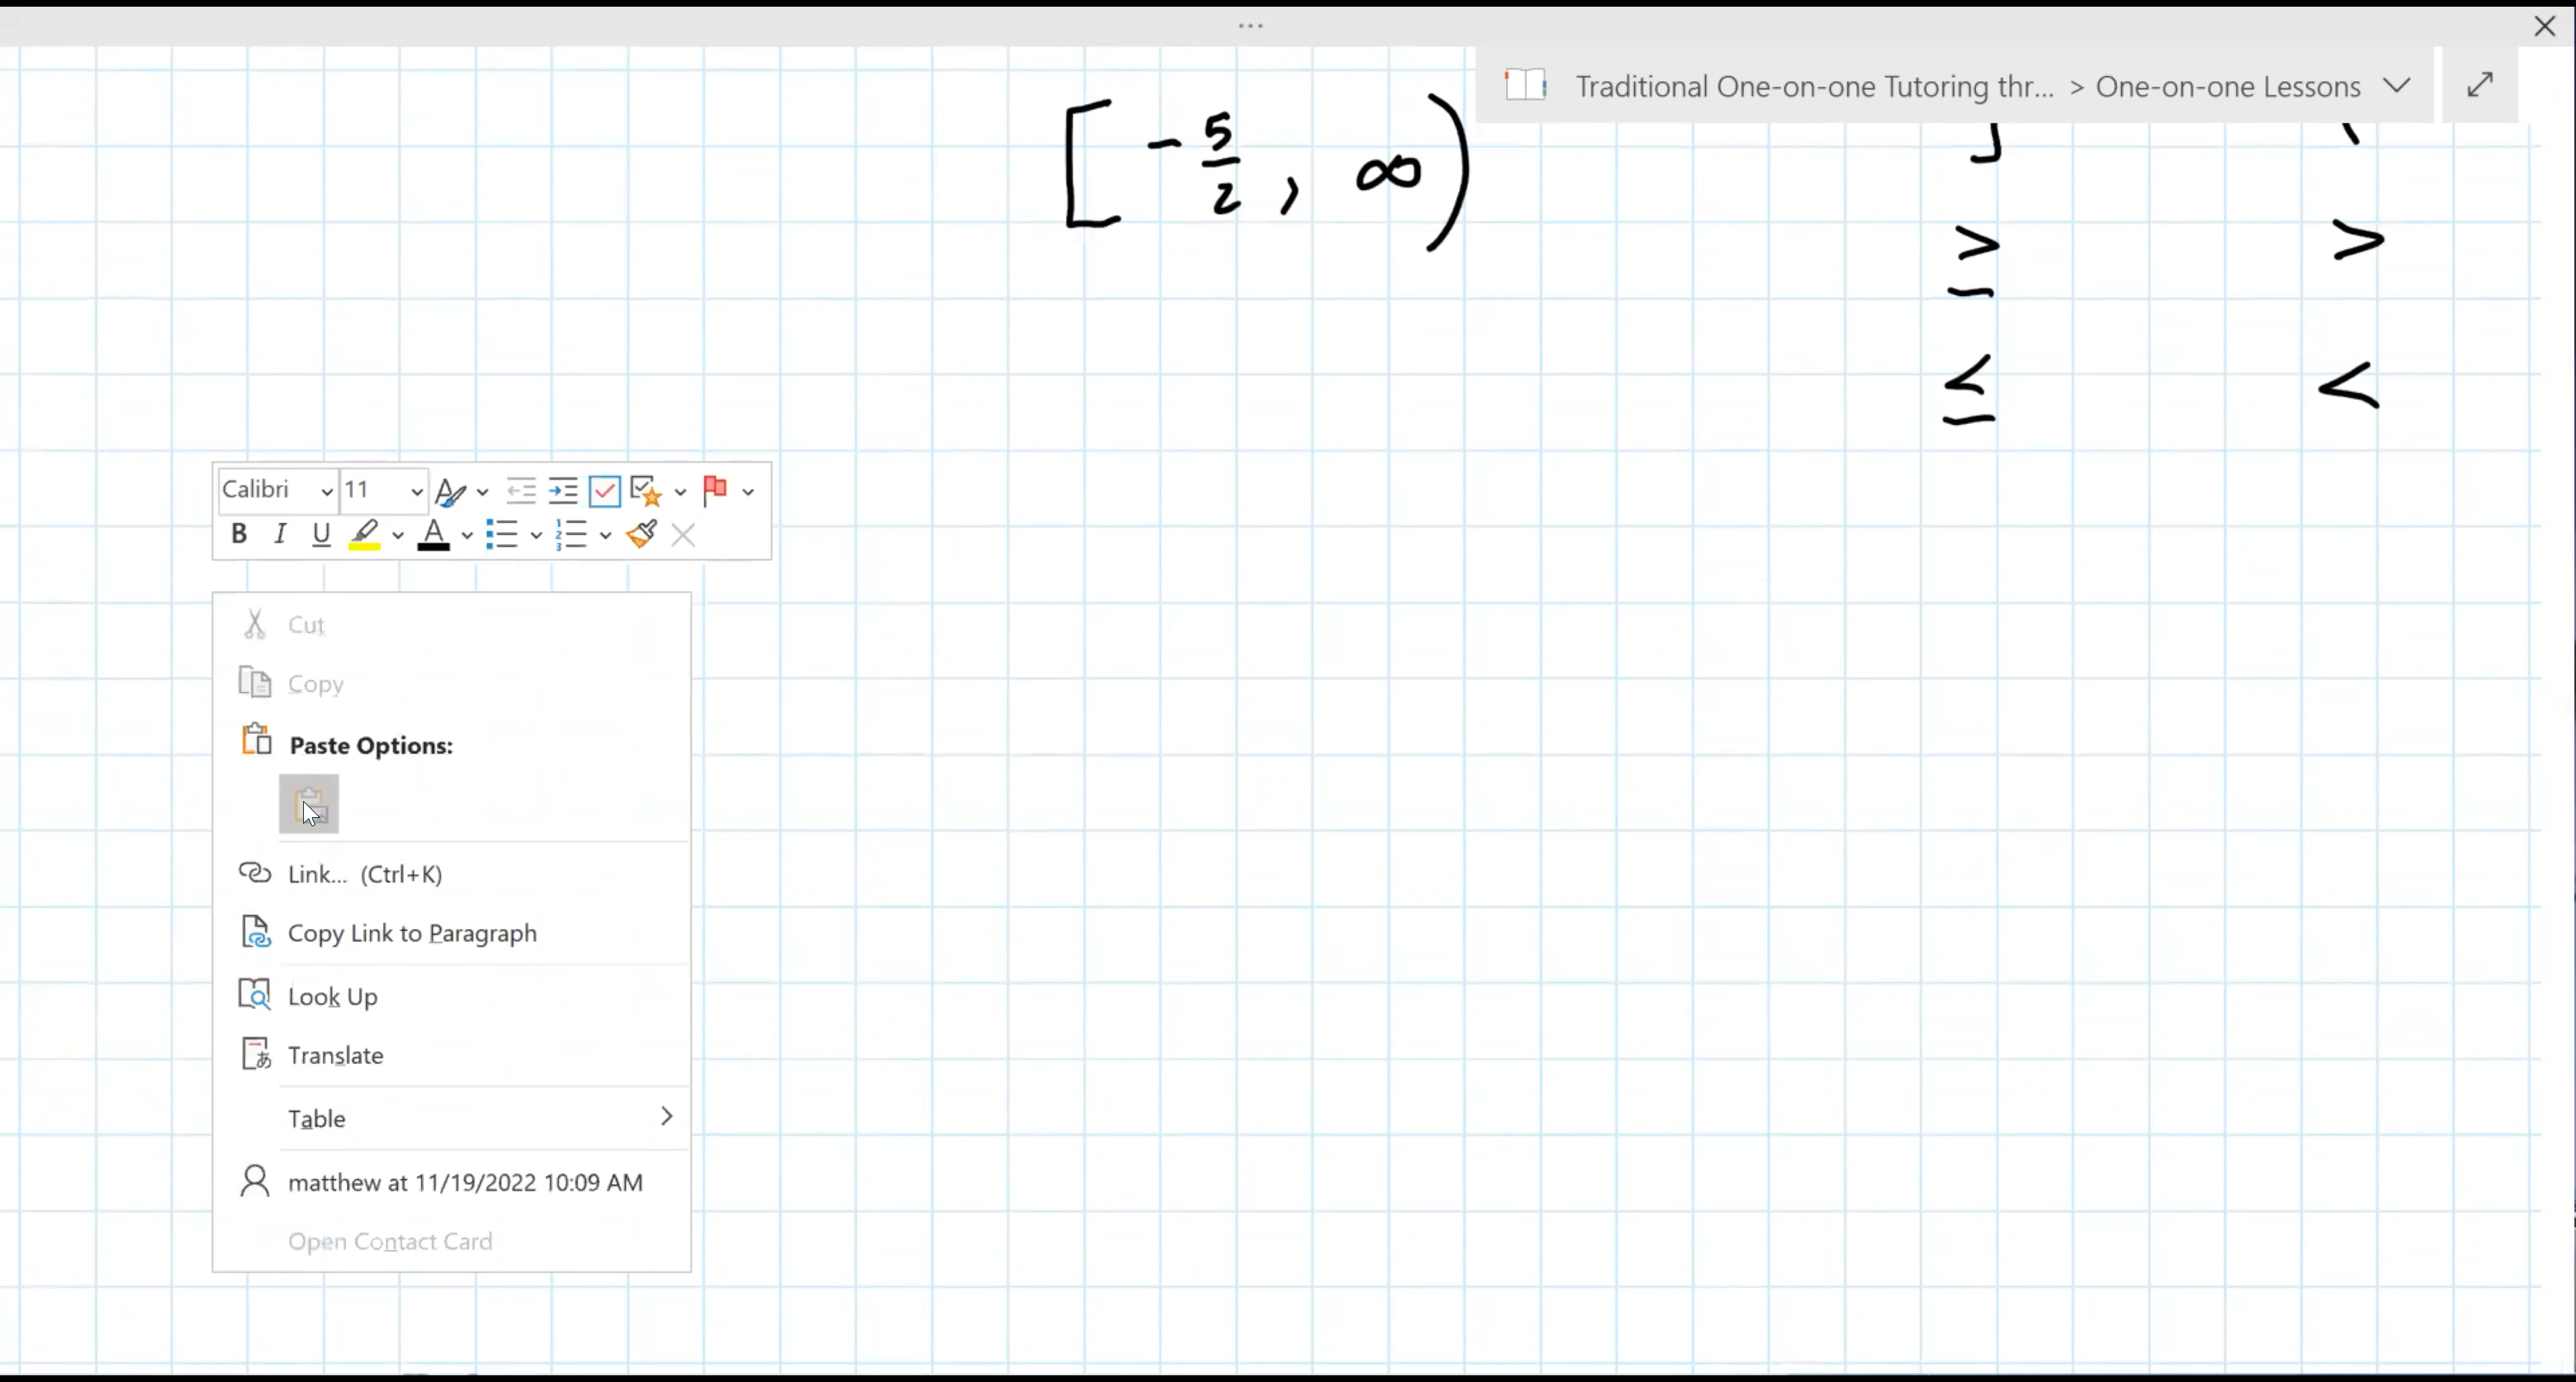 Traditional One-on-one Tutoring thr... > One-on-one Lessons
[ -5/2, ∞)
] 
≥ >
≤ <
Calibri 11
B I U A
Cut
Copy
Paste Options:
Link... (Ctrl+K)
Copy Link to Paragraph
Look Up
Translate
Table
matthew at 11/19/2022 10:09 AM
Open Contact Card